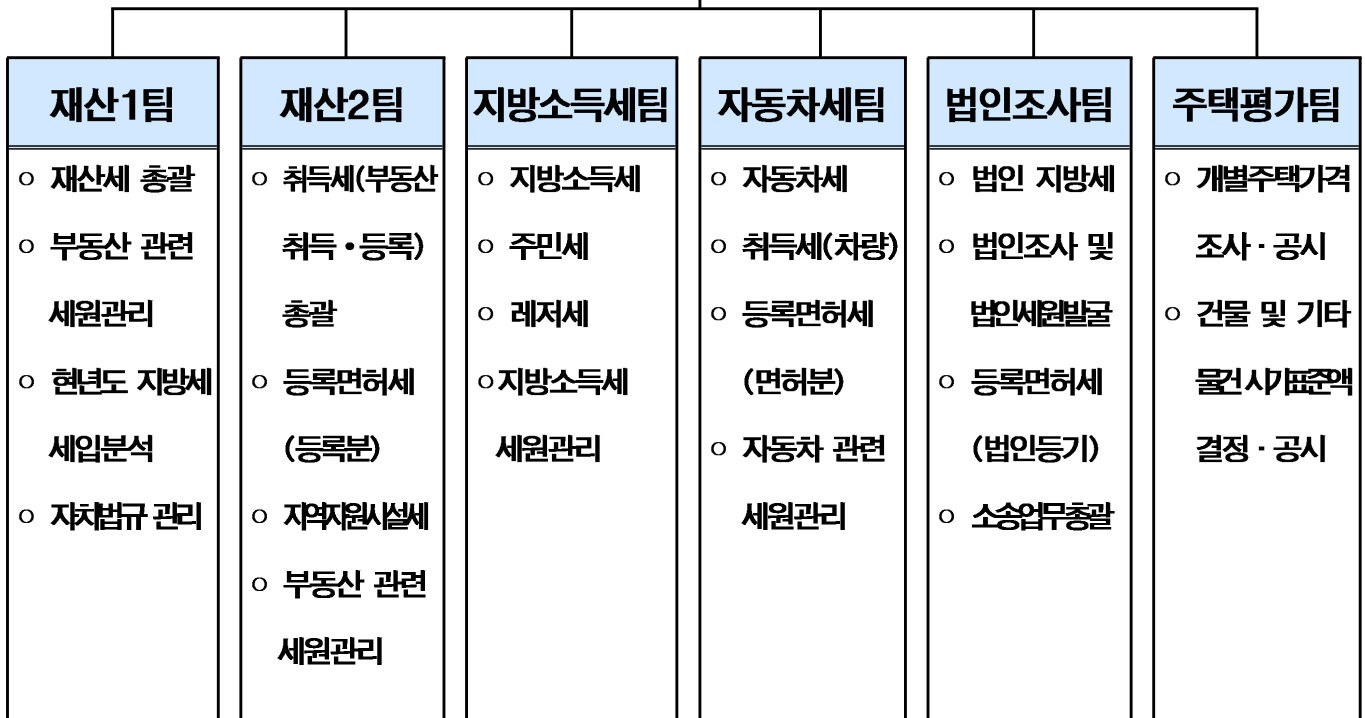 재산1팀
ㅇ 재산세 총괄
ㅇ 부동산 관련
세원관리
ㅇ 현년도 지방세
세입분석
ㅇ 자치법규 관리
재산2팀
ㅇ 취득세(부동산
취득·등록)
총괄
ㅇ 등록면허세
(등록분)
ㅇ 지역자원시설세
ㅇ 부동산 관련
세원관리
지방소득세팀
ㅇ 지방소득세
ㅇ 주민세
ㅇ 레저세
ㅇ지방소득세
세원관리
자동차세팀
ㅇ 자동차세
ㅇ 취득세(차량)
ㅇ 등록면허세
(면허분)
ㅇ 자동차 관련
세원관리
법인조사팀
ㅇ 법인 지방세
ㅇ 법인조사 및
법인세원발굴
ㅇ 등록면허세
(법인등기)
ㅇ 소송업무총괄
주택평가팀
ㅇ 개별주택가격
조사·공시
ㅇ 건물 및 기타
물건 시가표준액
결정·공시